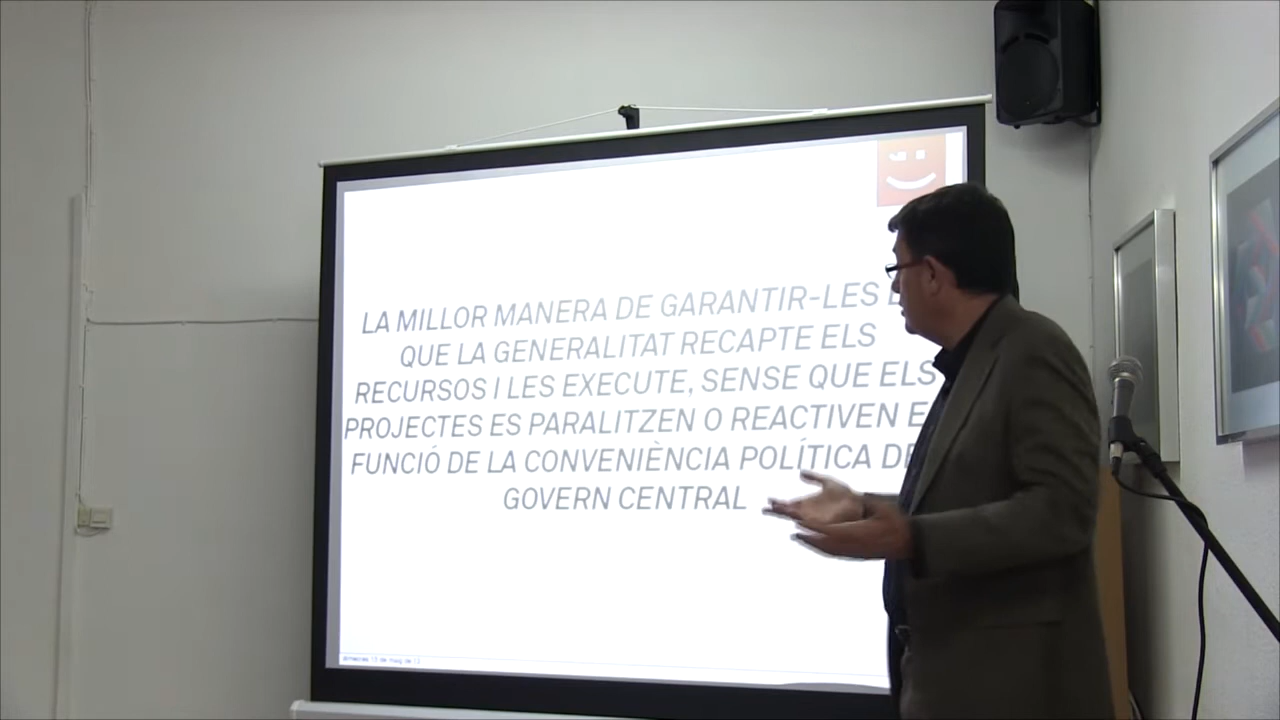 LA MILLOR MANERA DE GARANTIR-LES
QUE LA GENERALITAT RECAPTE ELS
RECURSOS I LES EXECUTE, SENSE QUE ELS
PROJECTES ES PARALITZEN O REACTIVEN
FUNCIÓ DE LA CONVENIÈNCIA POLÍTICA
GOVERN CENTRAL